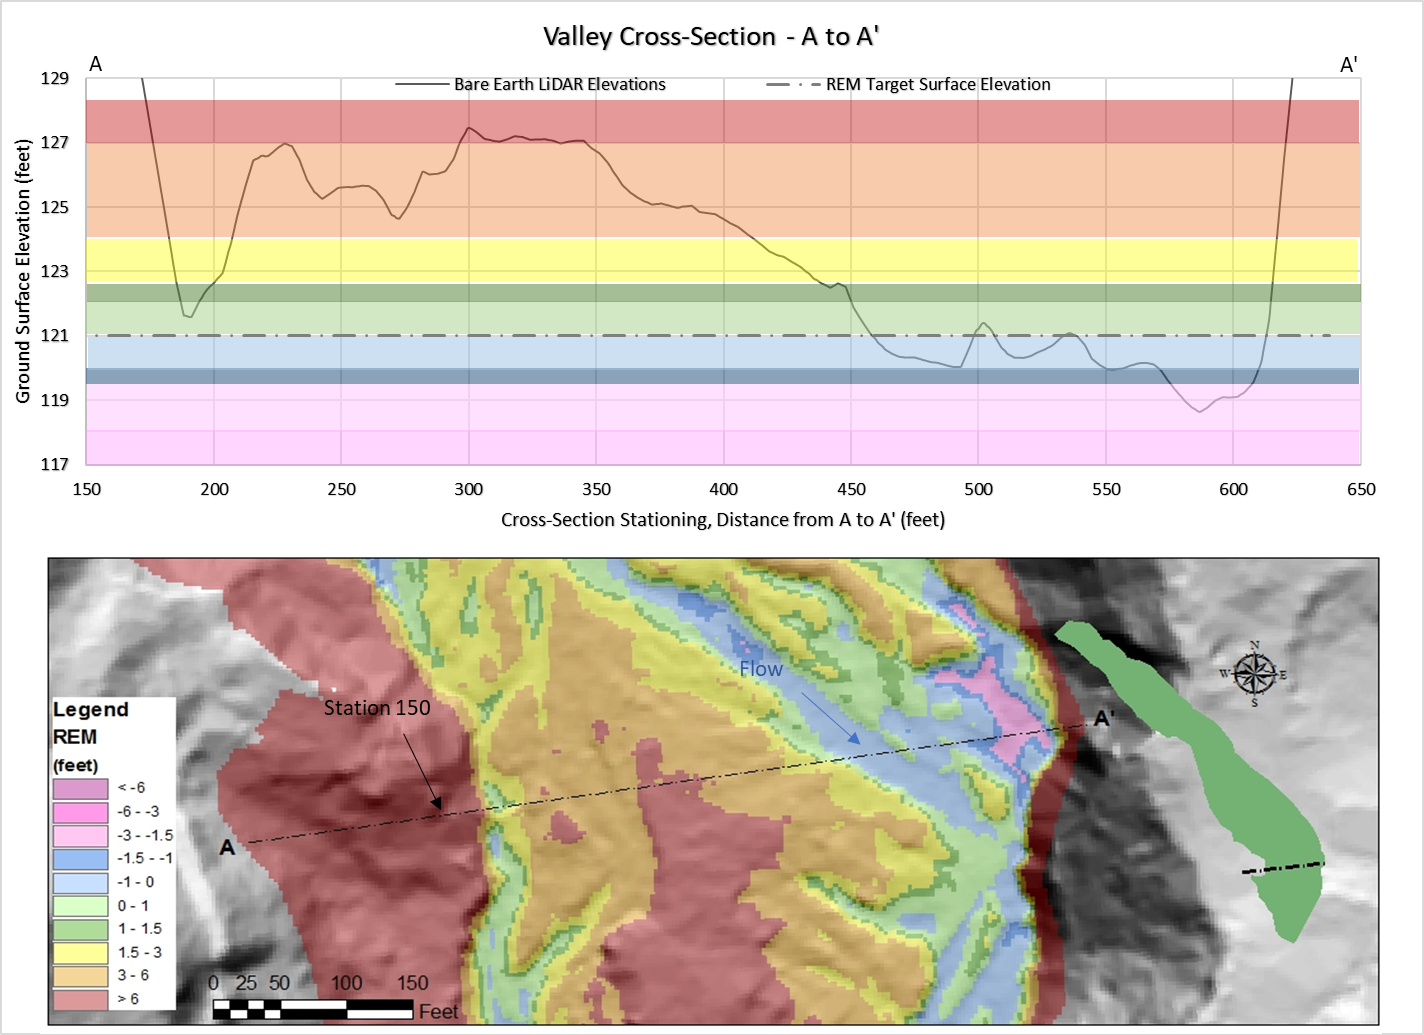 Valley Cross-Section - A to A'
A
A'
Bare Earth LiDAR Elevations
REM Target Surface Elevation
Ground Surface Elevation (feet)
129
127
125
123
121
119
117
150 200 250 300 350 400 450 500 550 600 650
Cross-Section Stationing, Distance from A to A' (feet)
N
W E
S
Flow
Station 150
A'
A
Legend
REM
(feet)
< -6
-6 - -3
-3 - -1.5
-1.5 - -1
-1 - 0
0 - 1
1 - 1.5
1.5 - 3
3 - 6
> 6
0 25 50 100 150
Feet